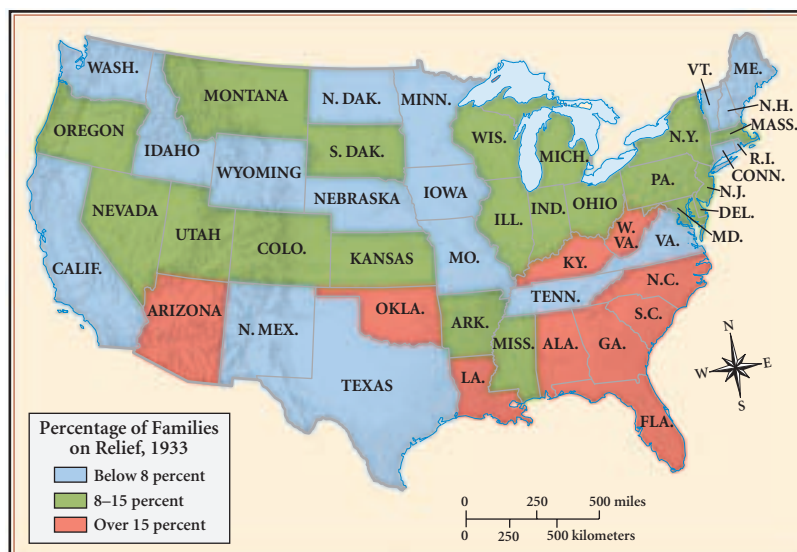 WASH.
MONTANA
N. DAK.
MINN.
VT.
ME.
N.H.
MASS.
OREGON
IDAHO
WYOMING
S. DAK.
WIS.
MICH.
N.Y.
R.I.
CONN.
NEVADA
UTAH
COLO.
NEBRASKA
IOWA
ILL.
IND.
OHIO
PA.
N.J.
DEL.
MD.
CALIF.
KANSAS
MO.
KY.
W.
VA.
VA.
ARIZONA
N. MEX.
OKLA.
ARK.
TENN.
N.C.
S.C.
TEXAS
LA.
MISS.
ALA.
GA.
FLA.
N
W
E
S
Percentage of Families
on Relief, 1933
Below 8 percent
8–15 percent
Over 15 percent
0 250 500 miles
0 250 500 kilometers